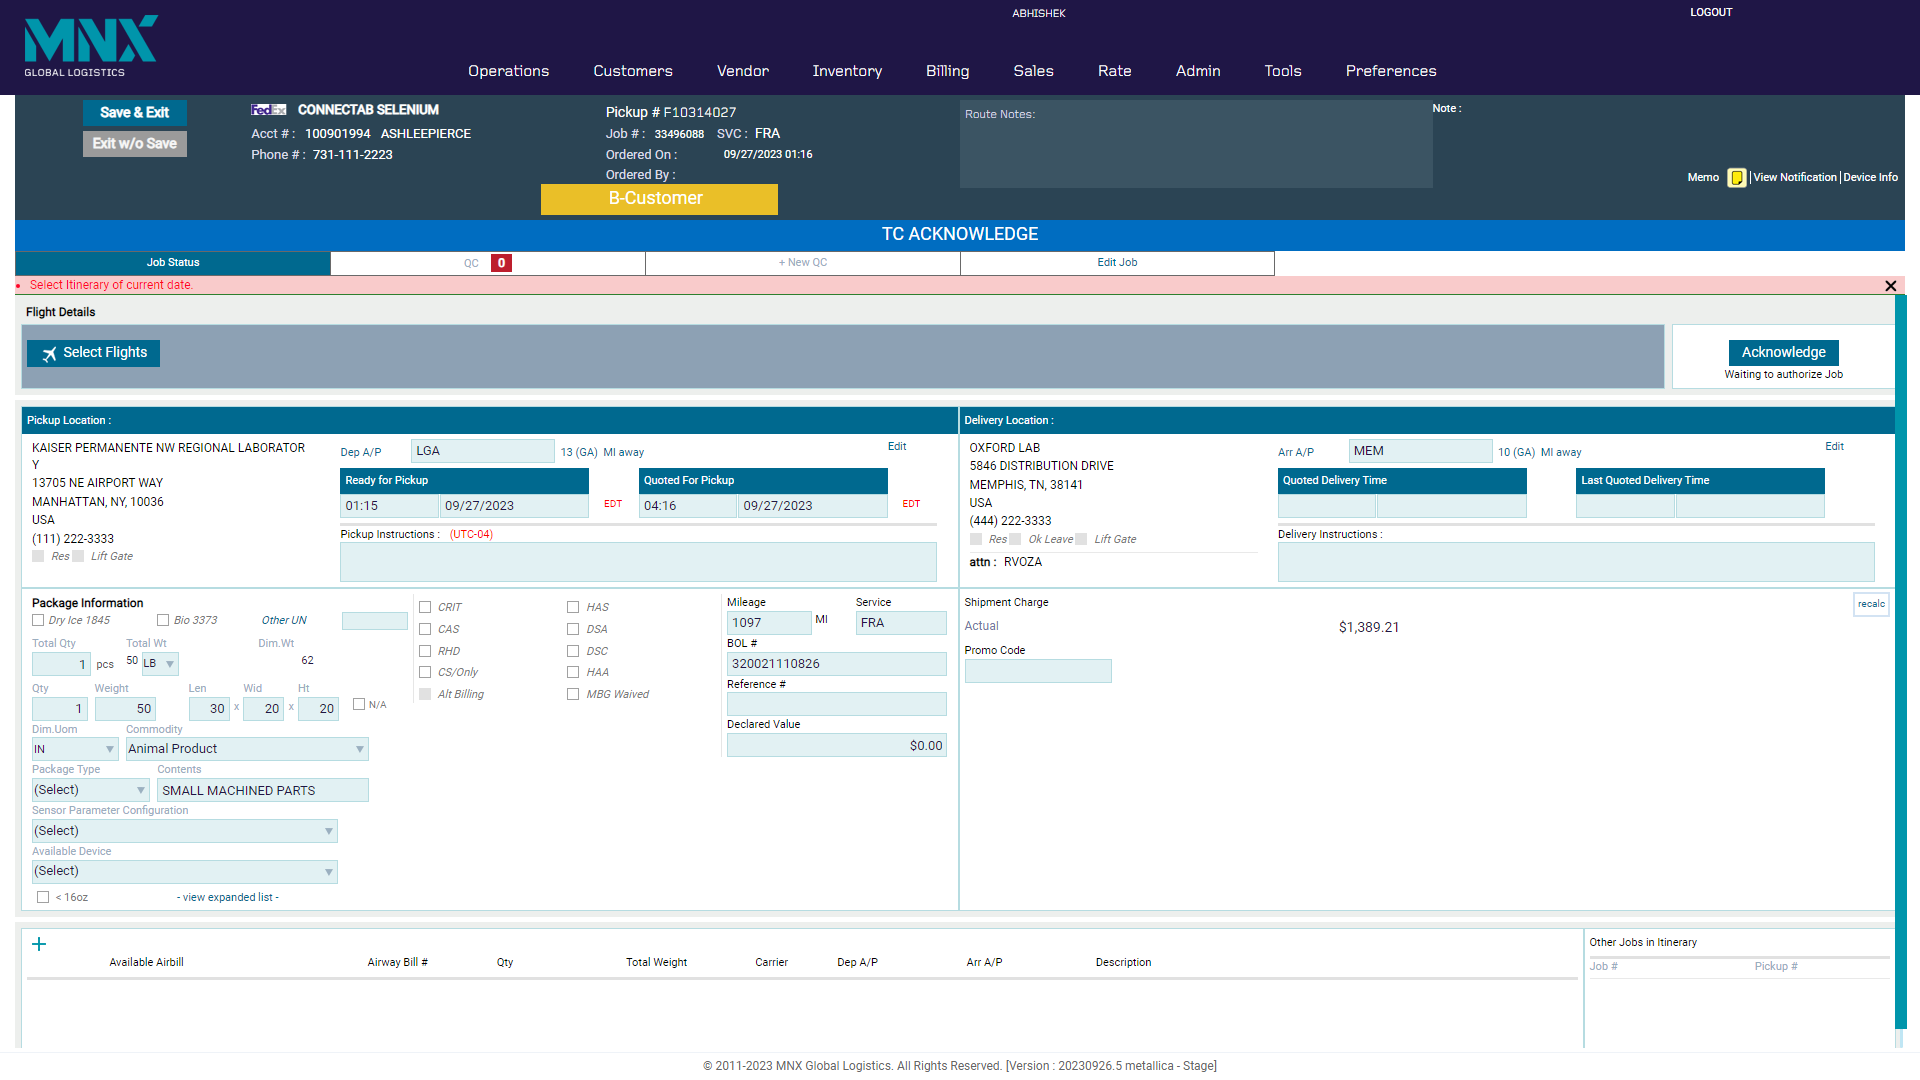 MNX
GLOBAL LOGISTICS
ABHISHEK
LOGOUT
Operations Customers Vendor Inventory Billing Sales Rate Admin Tools Preferences
Save & Exit
Exit w/o Save
FedEx CONNECTAB SELENIUM
Acct # : 100901994 ASHLEEPIERCE
Phone # : 731-111-2223
Pickup # F10314027
Job # : 33496088 SVC : FRA
Ordered On : 09/27/2023 01:16
Ordered By :
B-Customer
Route Notes:
Note :
Memo | View Notification | Device Info
TC ACKNOWLEDGE
Job Status QC 0 + New QC Edit Job
• Select Itinerary of current date.
Flight Details
Select Flights
Acknowledge
Waiting to authorize Job
Pickup Location :
KAISER PERMANENTE NW REGIONAL LABORATOR
Y
13705 NE AIRPORT WAY
MANHATTAN, NY, 10036
USA
(111) 222-3333
Res Lift Gate
Dep A/P LGA 13 (GA) MI away Edit
Ready for Pickup Quoted For Pickup
01:15 09/27/2023 EDT 04:16 09/27/2023 EDT
Pickup Instructions : (UTC-04)
Delivery Location :
OXFORD LAB
5846 DISTRIBUTION DRIVE
MEMPHIS, TN, 38141
USA
(444) 222-3333
Res Ok Leave Lift Gate
attn : RVOZA
Arr A/P MEM 10 (GA) MI away Edit
Quoted Delivery Time Last Quoted Delivery Time
Delivery Instructions :
Package Information
Dry Ice 1845 Bio 3373 Other UN
Total Qty Total Wt Dim.Wt
1 pcs 50 LB 62
Qty Weight Len Wid Ht
1 50 30 x 20 x 20 N/A
Dim.Uom Commodity
IN Animal Product
Package Type Contents
(Select) SMALL MACHINED PARTS
Sensor Parameter Configuration
(Select)
Available Device
(Select)
< 16oz - view expanded list -
CRIT HAS
CAS DSA
RHD DSC
CS/Only HAA
Alt Billing MBG Waived
Mileage Service
1097 MI FRA
BOL #
320021110826
Reference #
Declared Value
$0.00
Shipment Charge recalc
Actual $1,389.21
Promo Code
+
Available Airbill Airway Bill # Qty Total Weight Carrier Dep A/P Arr A/P Description
Other Jobs in Itinerary
Job # Pickup #
© 2011-2023 MNX Global Logistics. All Rights Reserved. [Version : 20230926.5 metallica - Stage]